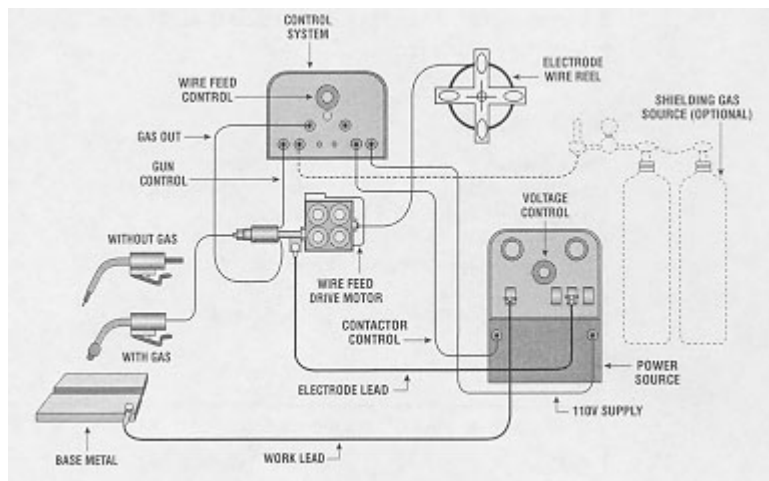 CONTROL
SYSTEM
WIRE FEED
CONTROL
GAS OUT
GUN
CONTROL
ELECTRODE
WIRE REEL
SHIELDING GAS
SOURCE (OPTIONAL)
VOLTAGE
CONTROL
WITHOUT GAS
WIRE FEED
DRIVE MOTOR
CONTACTOR
CONTROL
WITH GAS
ELECTRODE LEAD
POWER
SOURCE
110V SUPPLY
BASE METAL
WORK LEAD